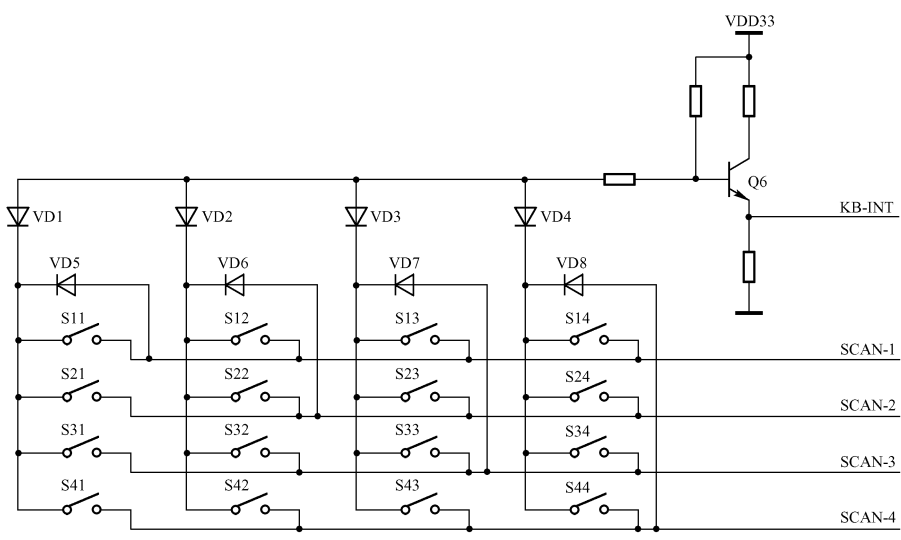 VDD33
Q6
KB-INT
VD1 VD2 VD3 VD4
VD5 VD6 VD7 VD8
S11 S12 S13 S14
SCAN-1
S21 S22 S23 S24
SCAN-2
S31 S32 S33 S34
SCAN-3
S41 S42 S43 S44
SCAN-4